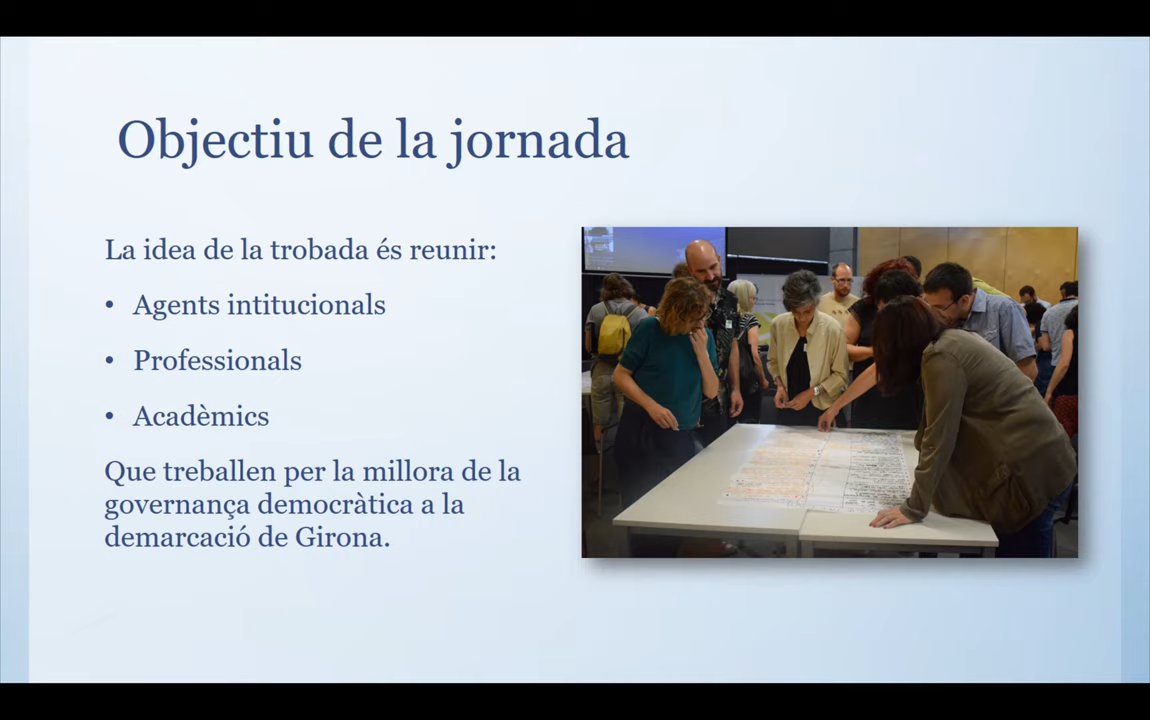 Objectiu de la jornada
La idea de la trobada és reunir:
• Agents intitucionals
• Professionals
• Acadèmics
Que treballen per la millora de la
governança democràtica a la
demarcació de Girona.